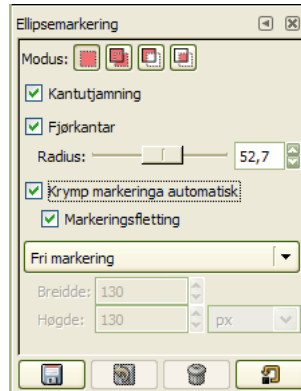 Ellipsemarkering
Modus:
Kantutjamning
Fjørkantar
Radius: 52,7
Krymp markeringa automatisk
Markeringsfletting
Fri markering
Breidde: 130
Høgde: 130 px